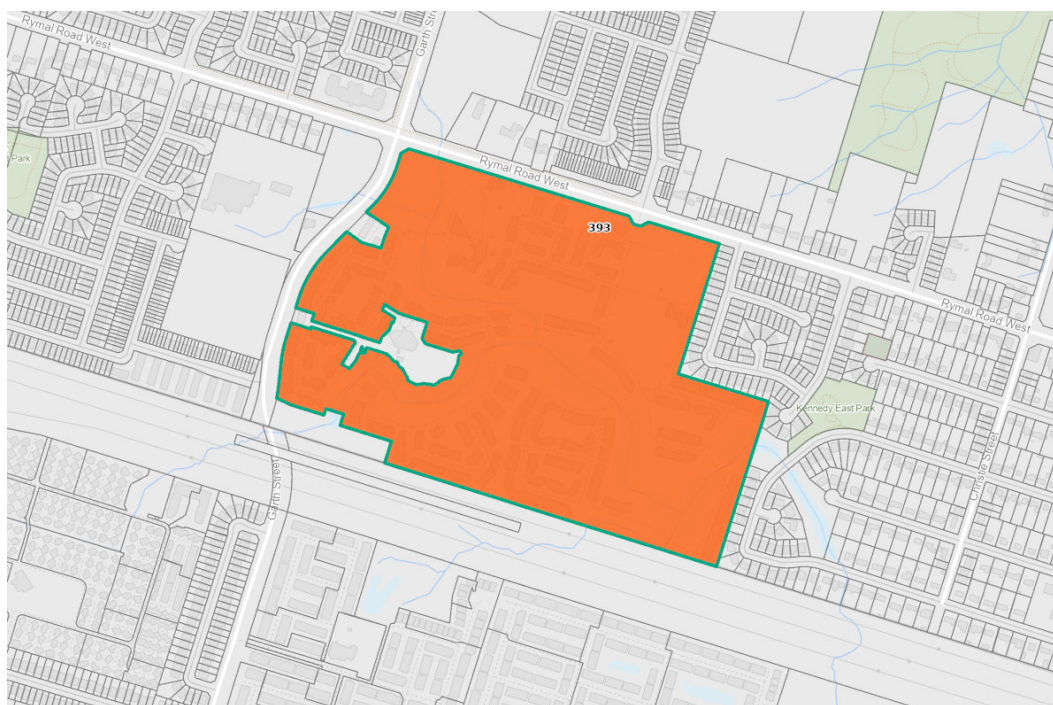 Rymal Road West
Garth Street
Park
Rymal Road West
393
Rymal Road West
Kennedy East Park
Christie Street
Garth Street